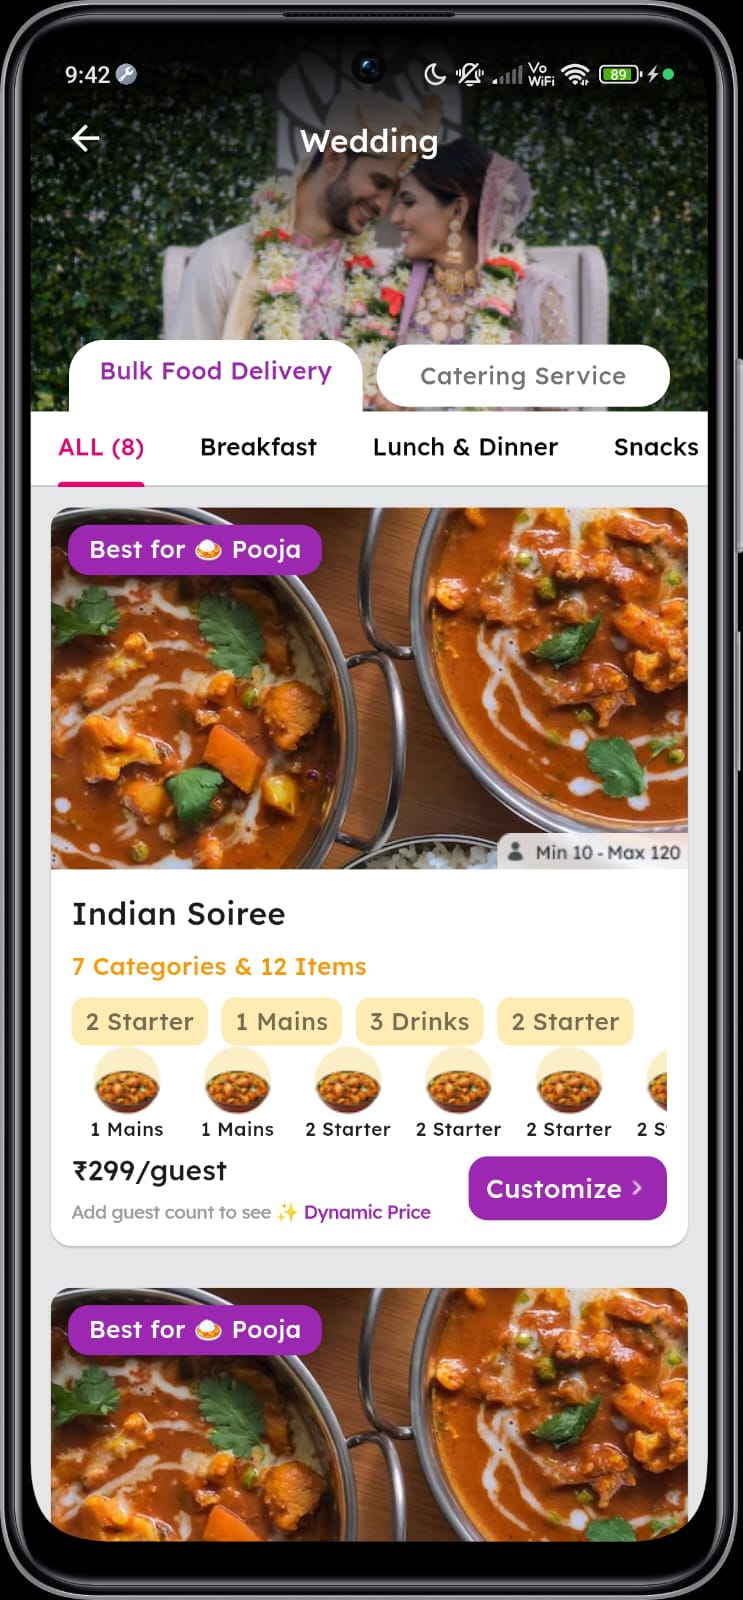 9:42 Vo WiFi 89
Wedding
Bulk Food Delivery Catering Service
ALL (8) Breakfast Lunch & Dinner Snacks
Best for Pooja
Min 10 - Max 120
Indian Soiree
7 Categories & 12 Items
2 Starter 1 Mains 3 Drinks 2 Starter
1 Mains 1 Mains 2 Starter 2 Starter 2 Starter 2 S
₹299/guest
Customize
Add guest count to see ✨ Dynamic Price
Best for Pooja